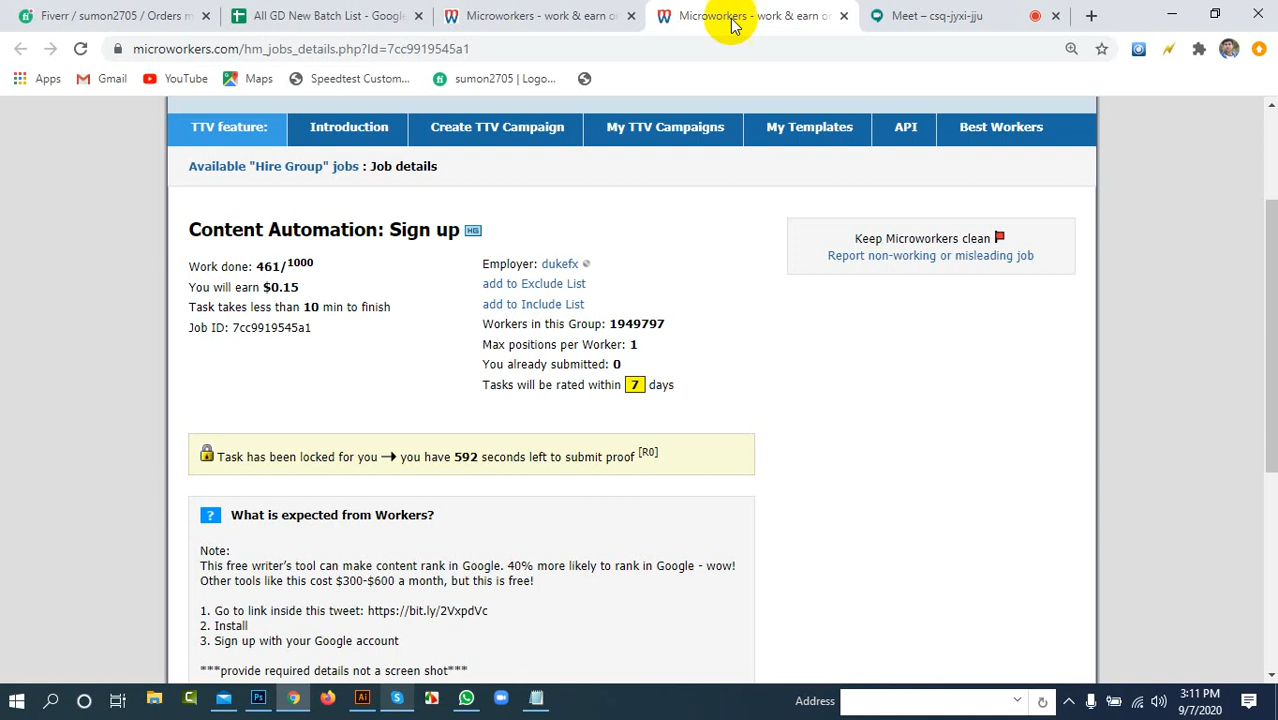 Fiverr / sumon2705 / Orders m
All GD New Batch List - Google
Microworkers - work & earn o
Microworkers - work & earn o
Meet – csq-jyxi-jju
microworkers.com/hm_jobs_details.php?Id=7cc9919545a1
Apps
Gmail
YouTube
Maps
Speedtest Custom...
sumon2705 | Logo...
TTV feature:
Introduction
Create TTV Campaign
My TTV Campaigns
My Templates
API
Best Workers
Available "Hire Group" jobs : Job details
Content Automation: Sign up HG
Work done: 461/1000
You will earn $0.15
Task takes less than 10 min to finish
Job ID: 7cc9919545a1
Employer: dukefx
add to Exclude List
add to Include List
Workers in this Group: 1949797
Max positions per Worker: 1
You already submitted: 0
Tasks will be rated within 7 days
Keep Microworkers clean
Report non-working or misleading job
Task has been locked for you → you have 592 seconds left to submit proof [R0]
? What is expected from Workers?
Note:
This free writer's tool can make content rank in Google. 40% more likely to rank in Google - wow!
Other tools like this cost $300-$600 a month, but this is free!
1. Go to link inside this tweet: https://bit.ly/2VxpdVc
2. Install
3. Sign up with your Google account
***provide required details not a screen shot***
Address
3:11 PM
9/7/2020